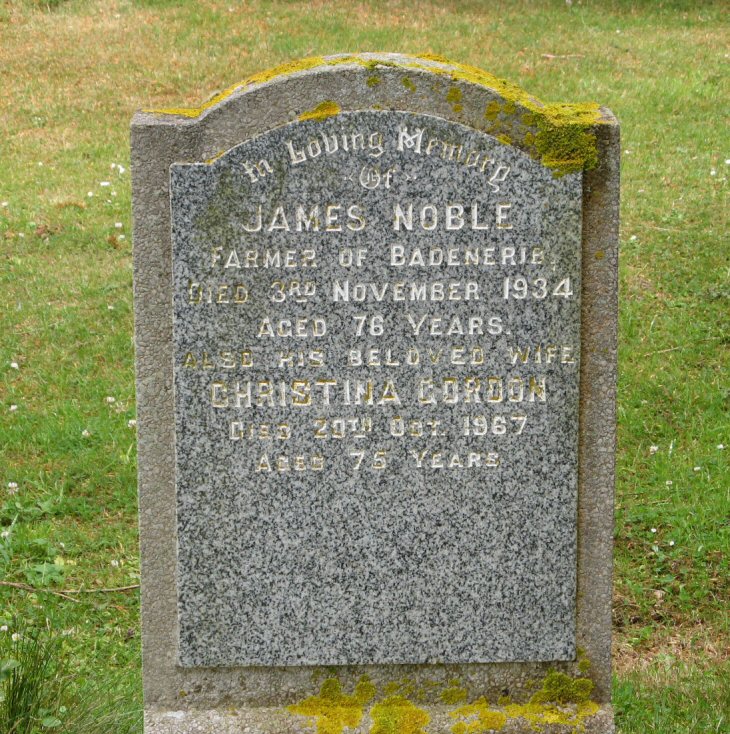 In Loving Memory
Of
JAMES NOBLE
FARMER OF BADENERIB,
DIED 3RD NOVEMBER 1934
AGED 76 YEARS.
ALSO HIS BELOVED WIFE
CHRISTINA GORDON
DIED 29TH OCT. 1967
AGED 75 YEARS